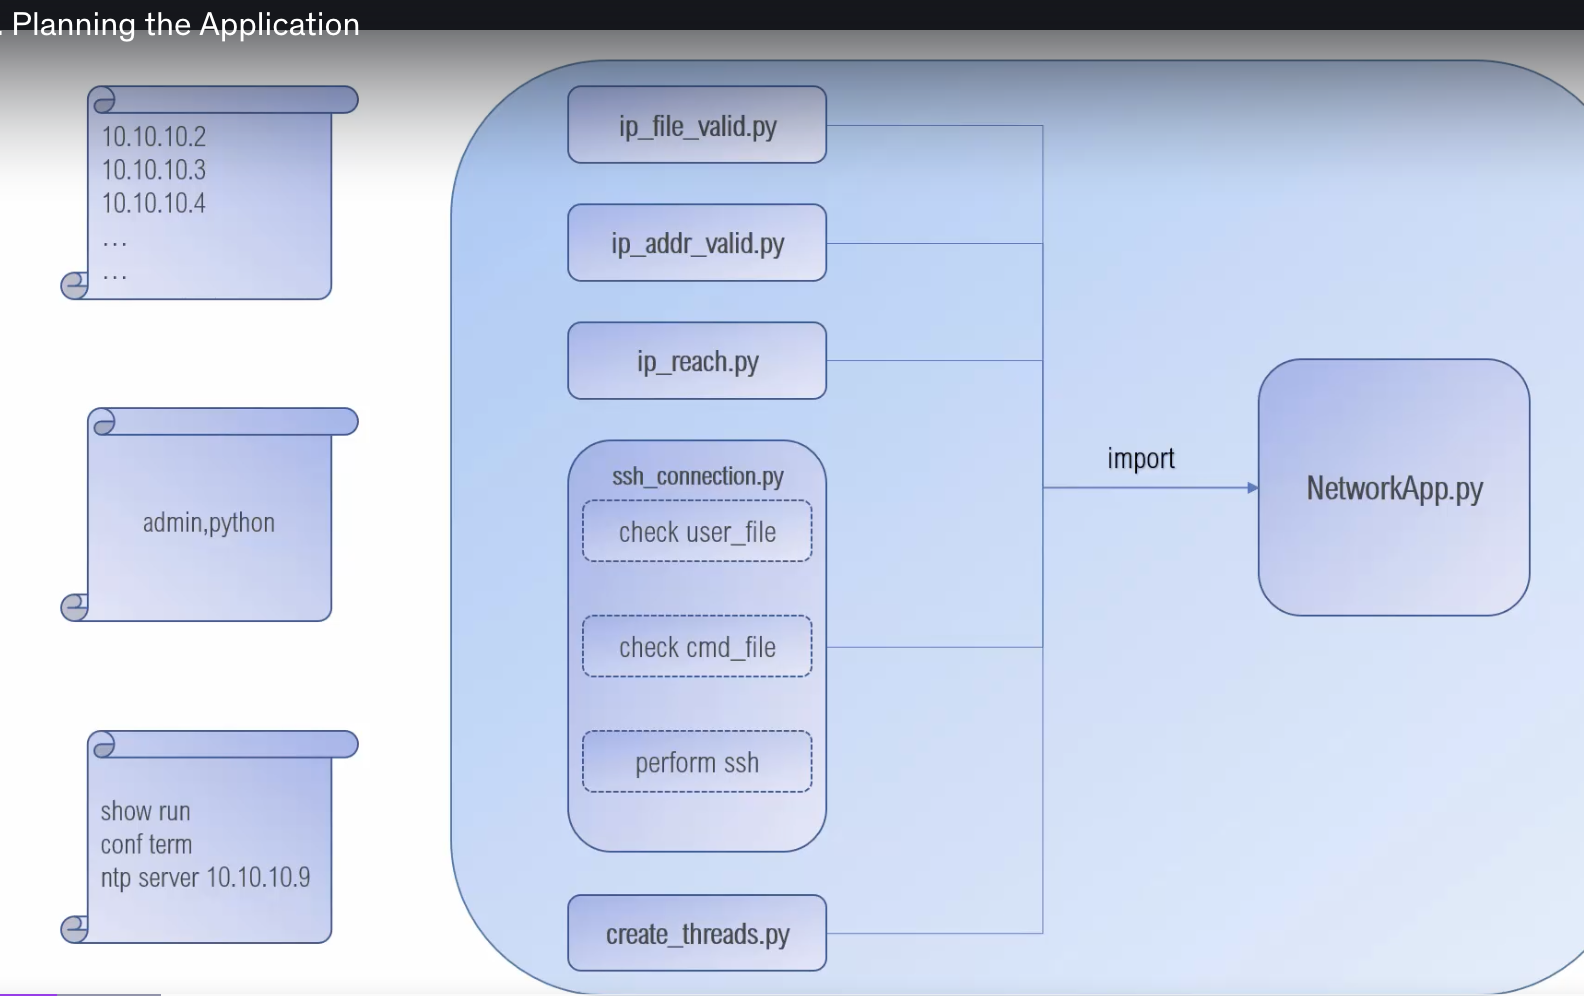 . Planning the Application
10.10.10.2
10.10.10.3
10.10.10.4
...
...
admin,python
show run
conf term
ntp server 10.10.10.9
ip_file_valid.py
ip_addr_valid.py
ip_reach.py
ssh_connection.py
check user_file
check cmd_file
perform ssh
create_threads.py
import
NetworkApp.py